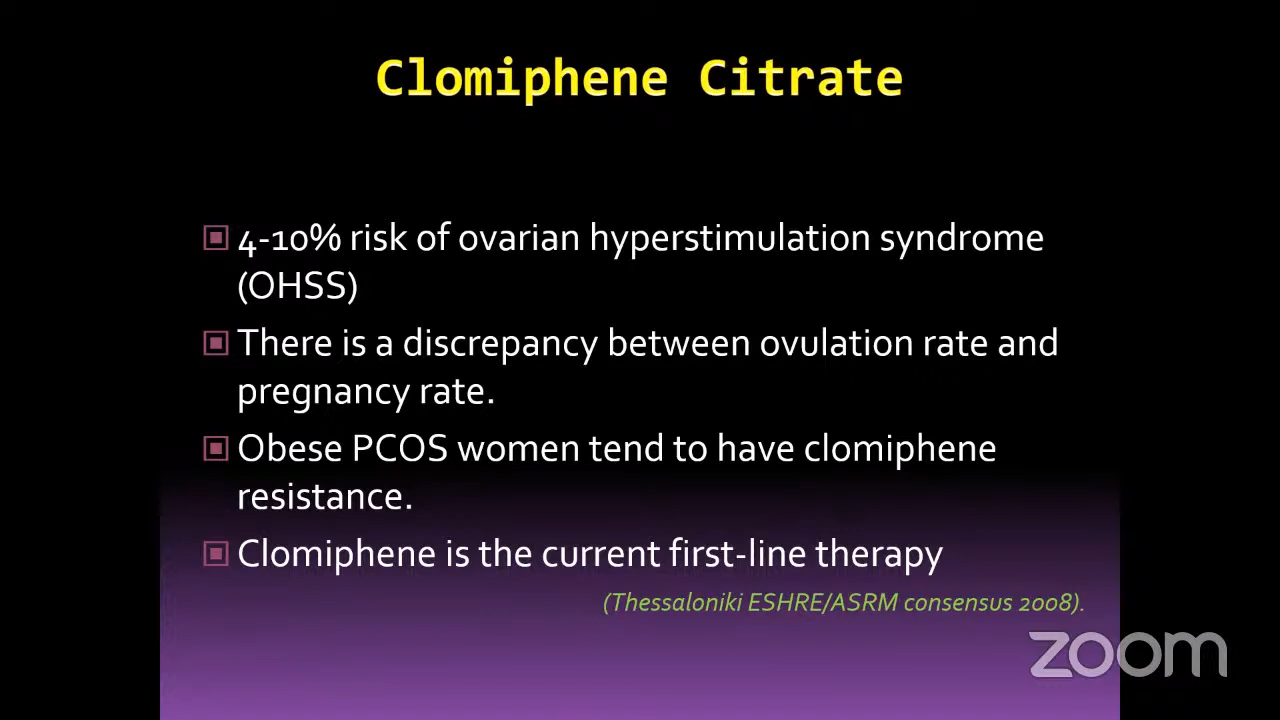 Clomiphene Citrate
4-10% risk of ovarian hyperstimulation syndrome
(OHSS)
There is a discrepancy between ovulation rate and
pregnancy rate.
Obese PCOS women tend to have clomiphene
resistance.
Clomiphene is the current first-line therapy
(Thessaloniki ESHRE/ASRM consensus 2008).
zoom